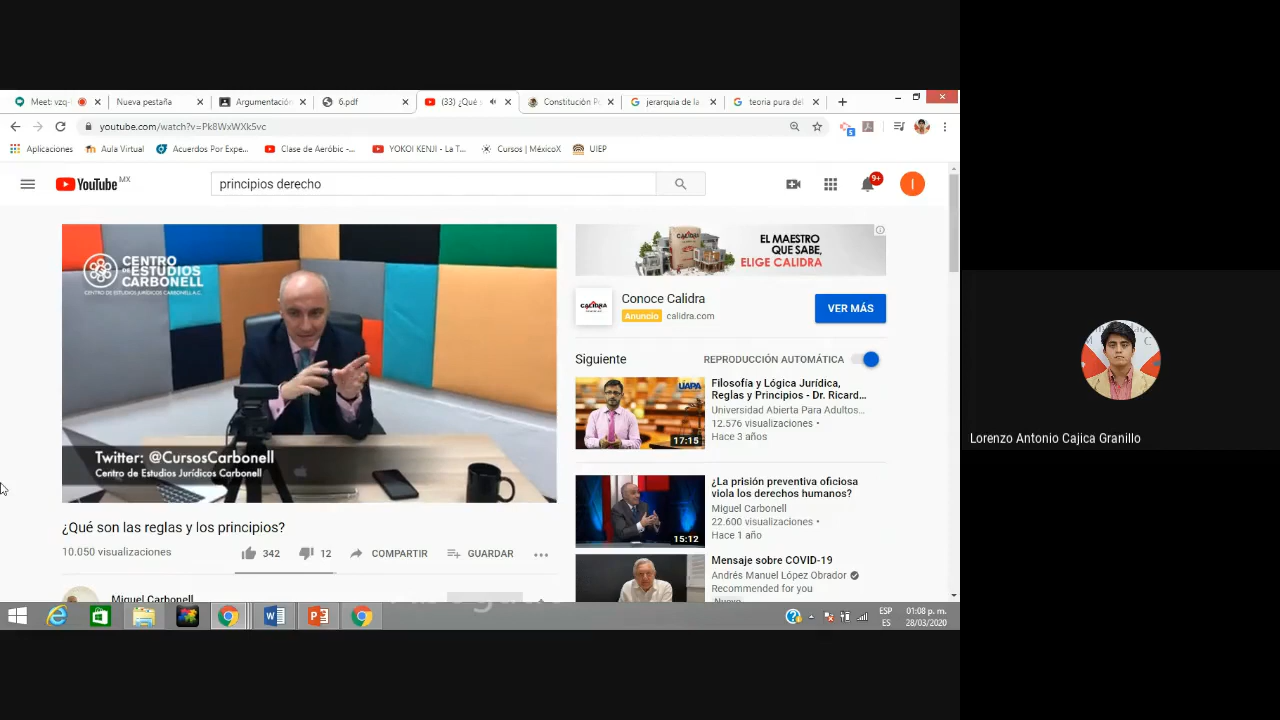 Meet: vzq-
Nueva pestaña
Argumentación
6.pdf
(33) ¿Qué
Constitución Po
jerarquia de la
teoria pura del
youtube.com/watch?v=Pk8WxWXk5vc
Aplicaciones
Aula Virtual
Acuerdos Por Expe...
Clase de Aeróbic -...
YOKOI KENJI - La T...
Cursos | MéxicoX
UIEP
YouTube MX
principios derecho
9+
I
CENTRO
DE ESTUDIOS
CARBONELL
CENTRO DE ESTUDIOS JURÍDICOS CARBONELL A.C.
Twitter: @CursosCarbonell
Centro de Estudios Jurídicos Carbonell
¿Qué son las reglas y los principios?
10.050 visualizaciones
342
12
COMPARTIR
GUARDAR
Miguel Carbonell
EL MAESTRO
QUE SABE,
ELIGE CALIDRA
CALIDRA
Conoce Calidra
Anuncio calidra.com
VER MÁS
Siguiente
REPRODUCCIÓN AUTOMÁTICA
UAPA
17:15
Filosofía y Lógica Jurídica,
Reglas y Principios - Dr. Ricard...
Universidad Abierta Para Adultos...
12.576 visualizaciones •
Hace 3 años
15:12
¿La prisión preventiva oficiosa
viola los derechos humanos?
Miguel Carbonell
22.600 visualizaciones •
Hace 1 año
Mensaje sobre COVID-19
Andrés Manuel López Obrador
Recommended for you
Nuevo
ESP
ES
01:08 p. m.
28/03/2020
Lorenzo Antonio Cajica Granillo